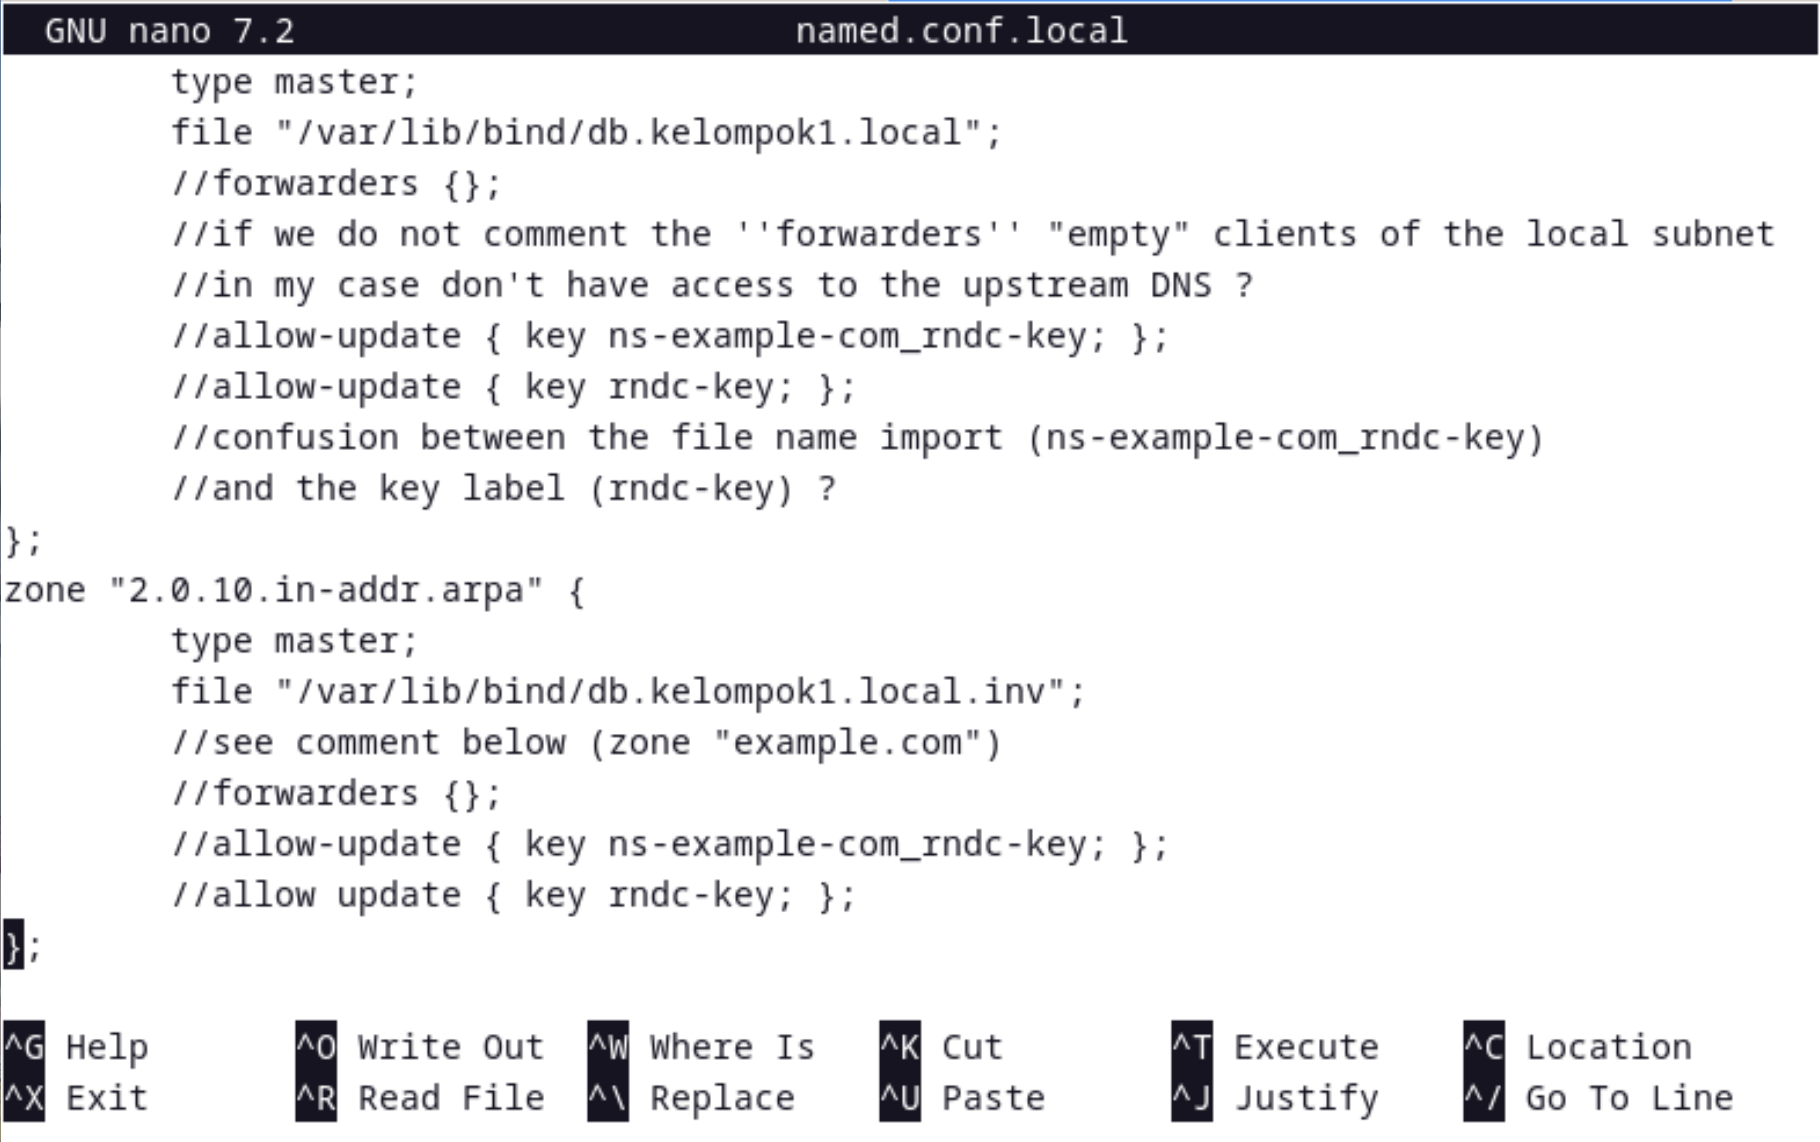 GNU nano 7.2 named.conf.local
type master;
file "/var/lib/bind/db.kelompok1.local";
//forwarders {};
//if we do not comment the ''forwarders'' "empty" clients of the local subnet
//in my case don't have access to the upstream DNS ?
//allow-update { key ns-example-com_rndc-key; };
//allow-update { key rndc-key; };
//confusion between the file name import (ns-example-com_rndc-key)
//and the key label (rndc-key) ?
};
zone "2.0.10.in-addr.arpa" {
type master;
file "/var/lib/bind/db.kelompok1.local.inv";
//see comment below (zone "example.com")
//forwarders {};
//allow-update { key ns-example-com_rndc-key; };
//allow update { key rndc-key; };
};
^G Help ^O Write Out ^W Where Is ^K Cut ^T Execute ^C Location
^X Exit ^R Read File ^\ Replace ^U Paste ^J Justify ^/ Go To Line